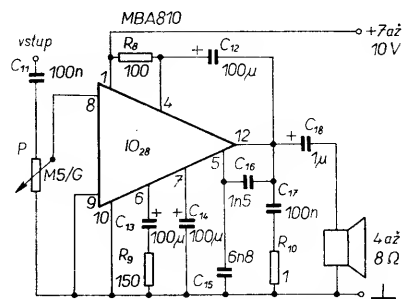 MBA810
+7až
10V
vstup
C11
100n
R8
100
+ C12
100μ
1
4
8
P
M5/G
IO28
12
5
+ C18
1μ
C16
1n5
C17
100n
9
10
6
7
C13
+
100μ
C14
+
100μ
R9
150
C15
6n8
R10
1
4až
8Ω